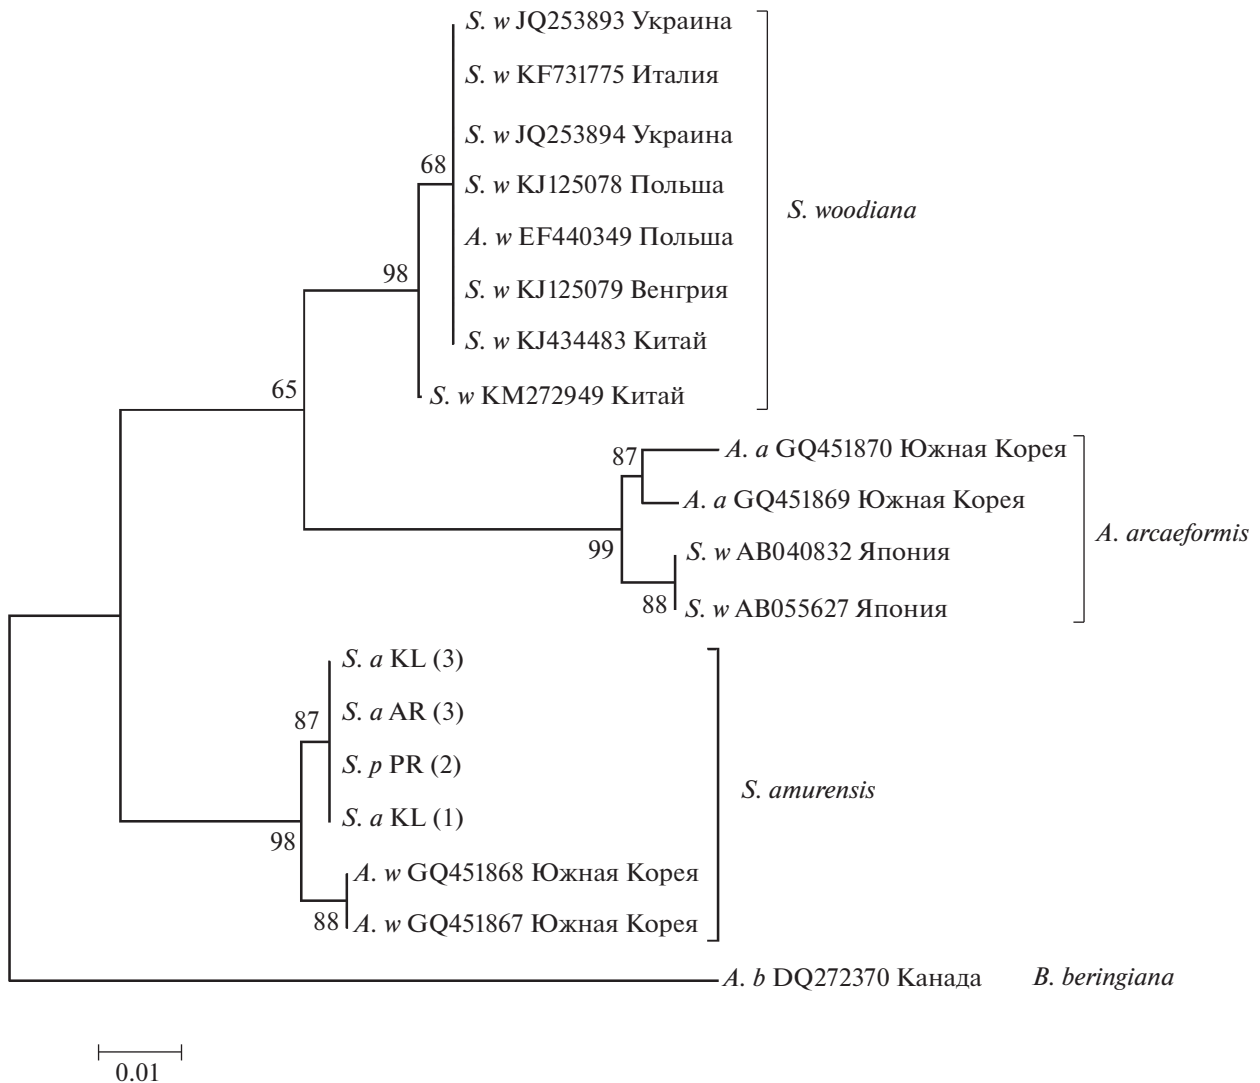 S. w JQ253893 Украина
S. w KF731775 Италия
S. w JQ253894 Украина
68
S. w KJ125078 Польша
S. woodiana
A. w EF440349 Польша
98
S. w KJ125079 Венгрия
S. w KJ434483 Китай
65
S. w KM272949 Китай
87
A. a GQ451870 Южная Корея
A. a GQ451869 Южная Корея
A. arcaeformis
99
S. w AB040832 Япония
88
S. w AB055627 Япония
S. a KL (3)
87
S. a AR (3)
S. p PR (2)
S. amurensis
S. a KL (1)
98
A. w GQ451868 Южная Корея
88
A. w GQ451867 Южная Корея
A. b DQ272370 Канада
B. beringiana
0.01